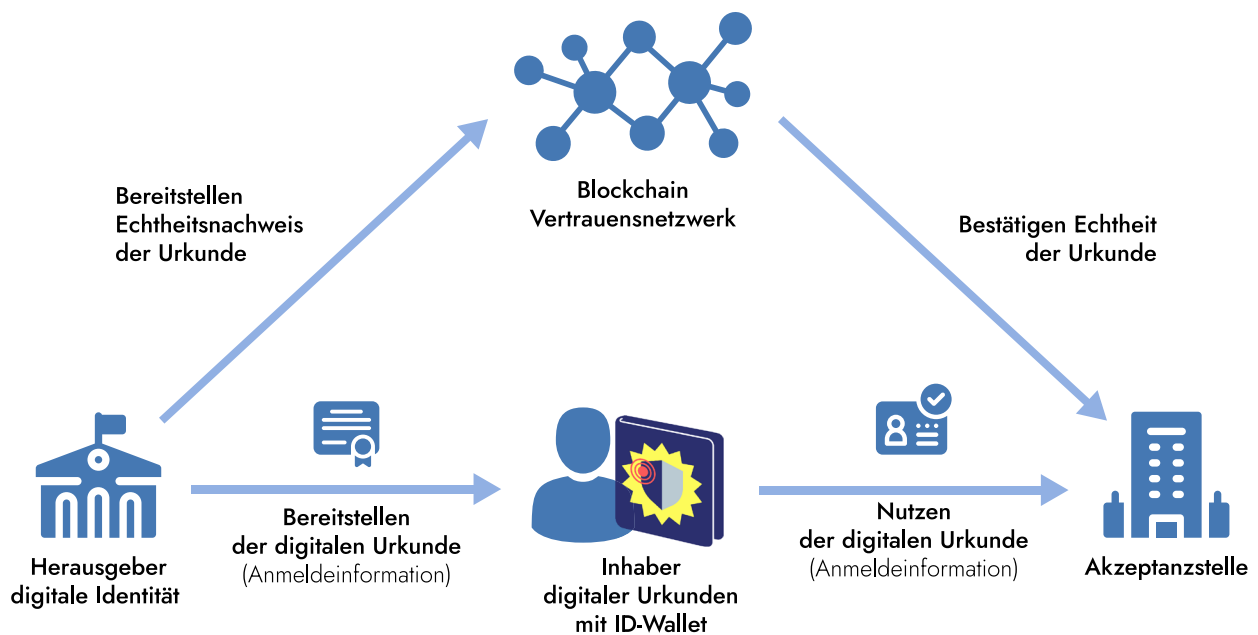 Blockchain
Vertrauensnetzwerk
Bereitstellen
Echtheitsnachweis
der Urkunde
Bestätigen Echtheit
der Urkunde
Herausgeber
digitale Identität
Bereitstellen
der digitalen Urkunde
(Anmeldeinformation)
Inhaber
digitaler Urkunden
mit ID-Wallet
Nutzen
der digitalen Urkunde
(Anmeldeinformation)
Akzeptanzstelle